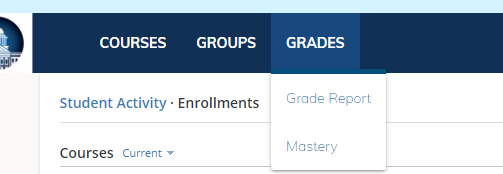 COURSES GROUPS GRADES
Grade Report
Mastery
Student Activity · Enrollments
Courses Current